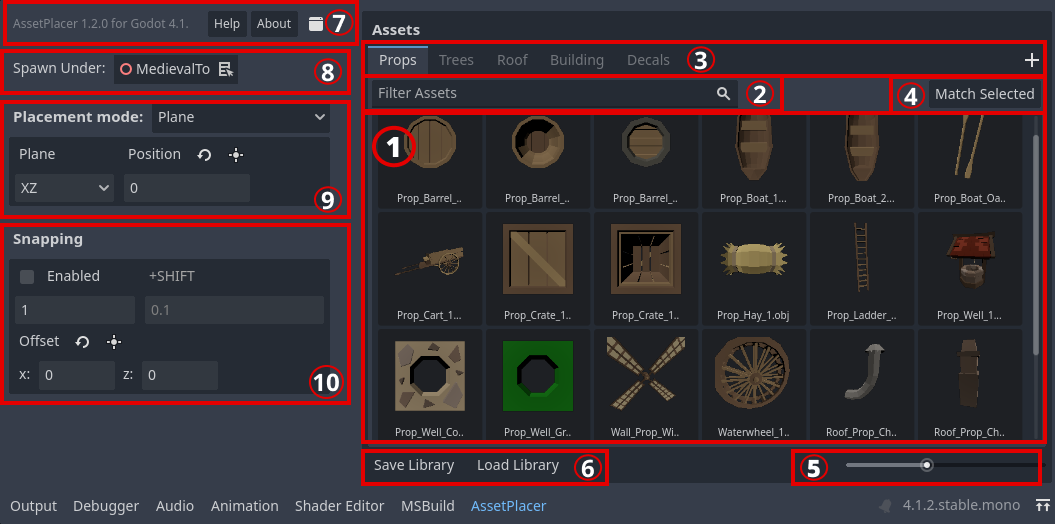 AssetPlacer 1.2.0 for Godot 4.1. Help About 7
Spawn Under: MedievalTo 8
Placement mode: Plane
Plane Position
XZ 0 9
Snapping
Enabled +SHIFT
1 0.1
Offset
x: 0 z: 0 10
Assets
Props Trees Roof Building Decals 3 +
Filter Assets 2 4 Match Selected
1
Prop_Barrel_.. Prop_Barrel_.. Prop_Barrel_.. Prop_Boat_1... Prop_Boat_2... Prop_Boat_Oa..
Prop_Cart_1... Prop_Crate_1.. Prop_Crate_1.. Prop_Hay_1.obj Prop_Ladder_.. Prop_Well_1...
Prop_Well_Co.. Prop_Well_Gr.. Wall_Prop_Wi.. Waterwheel_1.. Roof_Prop_Ch.. Roof_Prop_Ch..
Save Library Load Library 6 5
Output Debugger Audio Animation Shader Editor MSBuild AssetPlacer 4.1.2.stable.mono